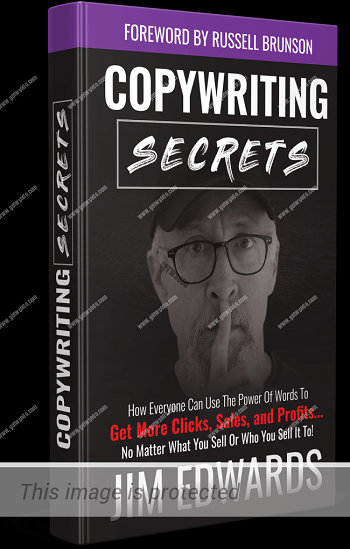 FOREWORD BY RUSSELL BRUNSON
COPYWRITING
SECRETS
How Everyone Can Use The Power Of Words To
Get More Clicks, Sales, and Profits...
No Matter What You Sell Or Who You Sell It To!
JIM EDWARDS
COPYWRITING SECRETS
This image is protected